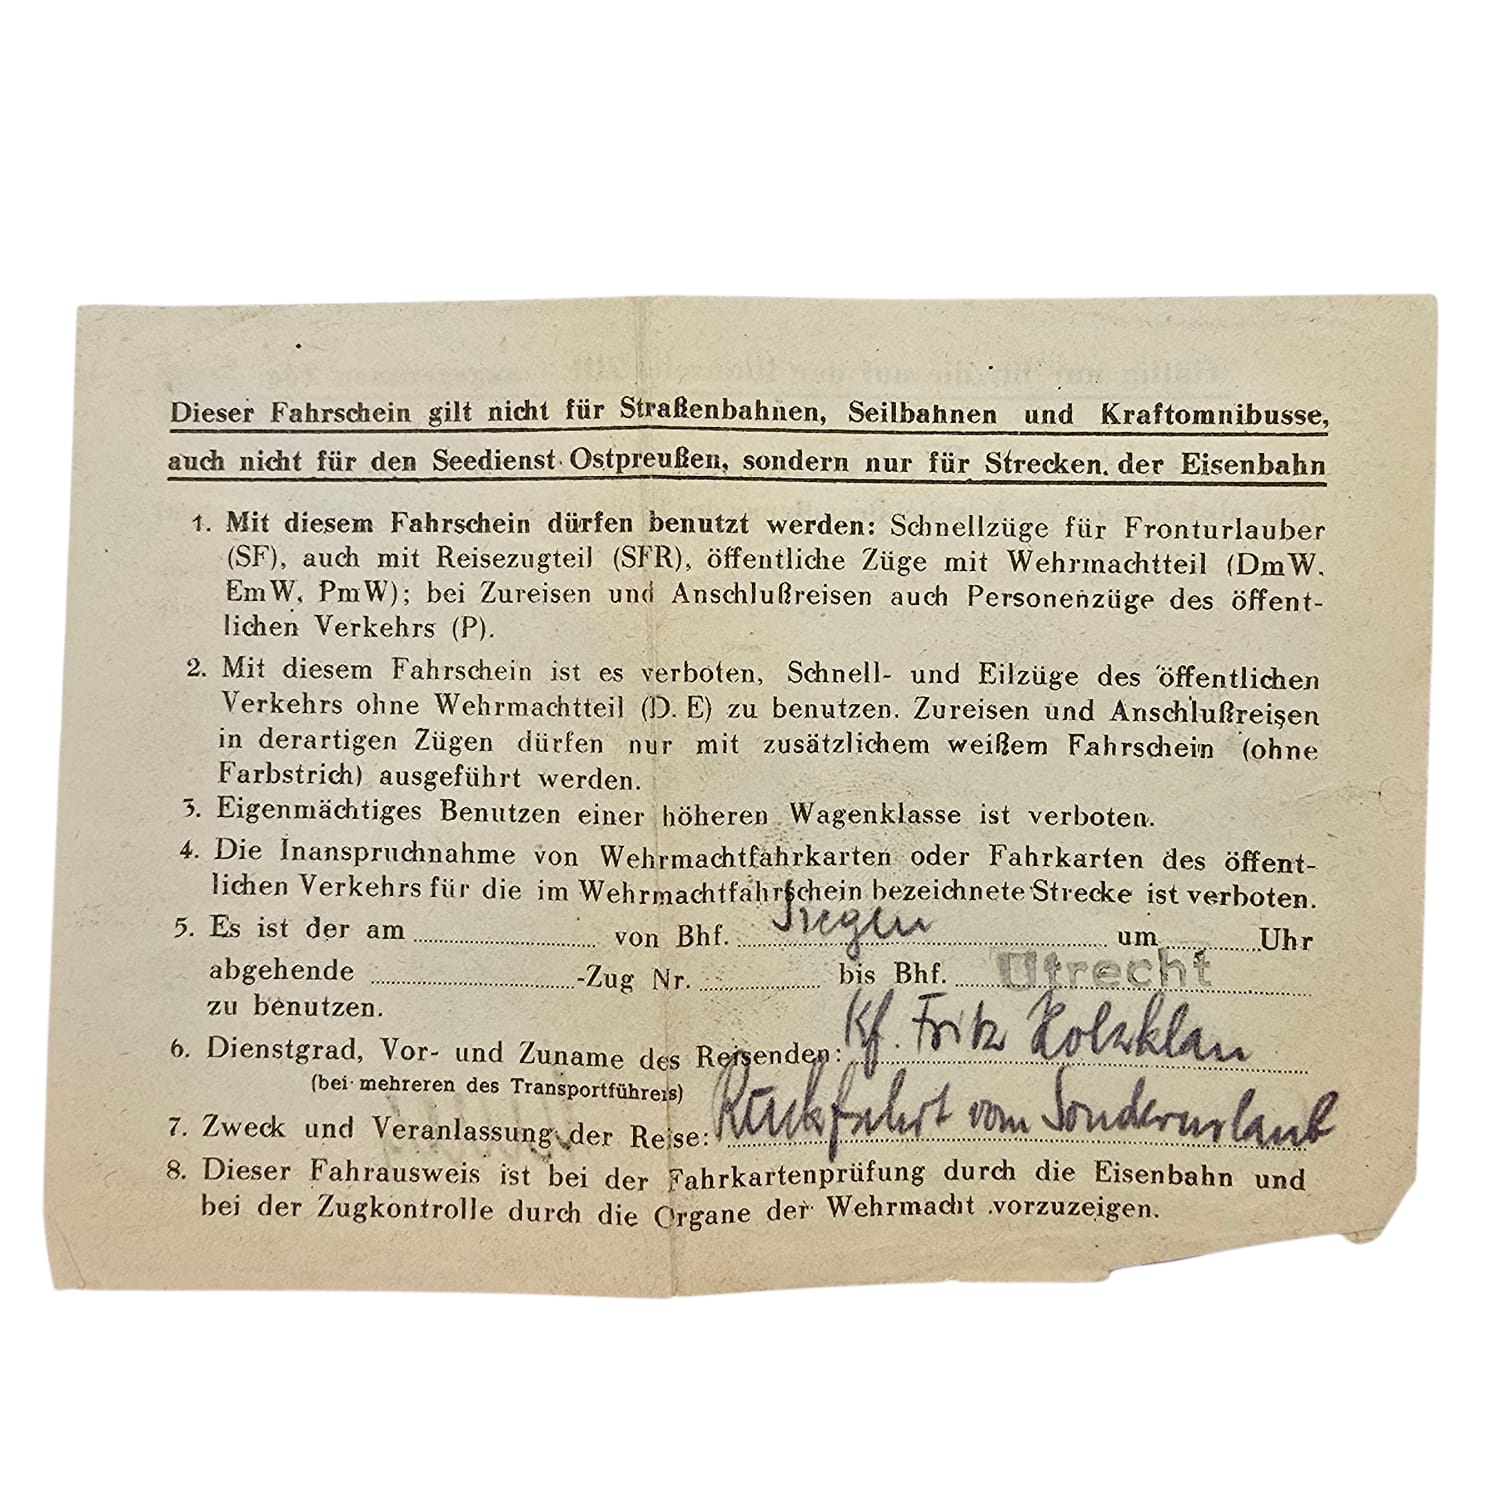 Dieser Fahrschein gilt nicht für Straßenbahnen, Seilbahnen und Kraftomnibusse,
auch nicht für den Seedienst Ostpreußen, sondern nur für Strecken der Eisenbahn
1. Mit diesem Fahrschein dürfen benutzt werden: Schnellzüge für Fronturlauber
(SF), auch mit Reisezugteil (SFR), öffentliche Züge mit Wehrmachtteil (DmW.
EmW, PmW); bei Zureisen und Anschlußreisen auch Personenzüge des öffent-
lichen Verkehrs (P).
2. Mit diesem Fahrschein ist es verboten, Schnell- und Eilzüge des öffentlichen
Verkehrs ohne Wehrmachtteil (D. E) zu benutzen. Zureisen und Anschlußreisen
in derartigen Zügen dürfen nur mit zusätzlichem weißem Fahrschein (ohne
Farbstrich) ausgeführt werden.
3. Eigenmächtiges Benutzen einer höheren Wagenklasse ist verboten.
4. Die Inanspruchnahme von Wehrmachtfahrkarten oder Fahrkarten des öffent-
lichen Verkehrs für die im Wehrmachtfahrschein bezeichnete Strecke ist verboten.
5. Es ist der am ........ von Bhf. Siegen um ........ Uhr
abgehende ........ -Zug Nr. ........ bis Bhf. Utrecht
zu benutzen.
6. Dienstgrad, Vor- und Zuname des Reisenden: Kf. Fritz Holzklau
(bei mehreren des Transportführers)
7. Zweck und Veranlassung der Reise: Rückfahrt vom Sonderurlaub
8. Dieser Fahrausweis ist bei der Fahrkartenprüfung durch die Eisenbahn und
bei der Zugkontrolle durch die Organe der Wehrmacht vorzuzeigen.